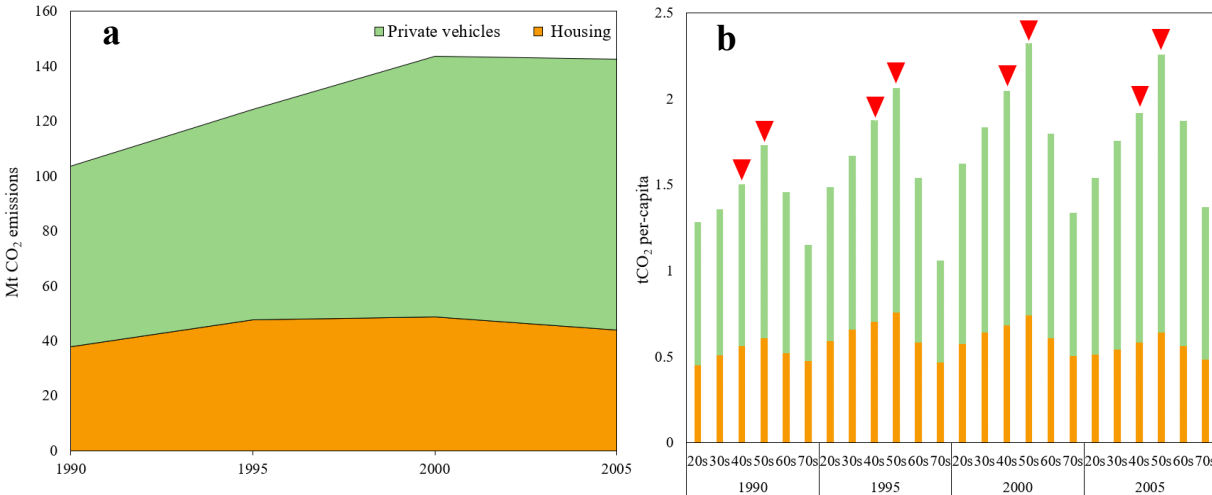 a
Private vehicles Housing
Mt CO₂ emissions
160
140
120
100
80
60
40
20
0
1990 1995 2000 2005
b
tCO₂ per-capita
2.5
2
1.5
1
0.5
0
20s 30s 40s 50s 60s 70s 20s 30s 40s 50s 60s 70s 20s 30s 40s 50s 60s 70s 20s 30s 40s 50s 60s 70s
1990 1995 2000 2005